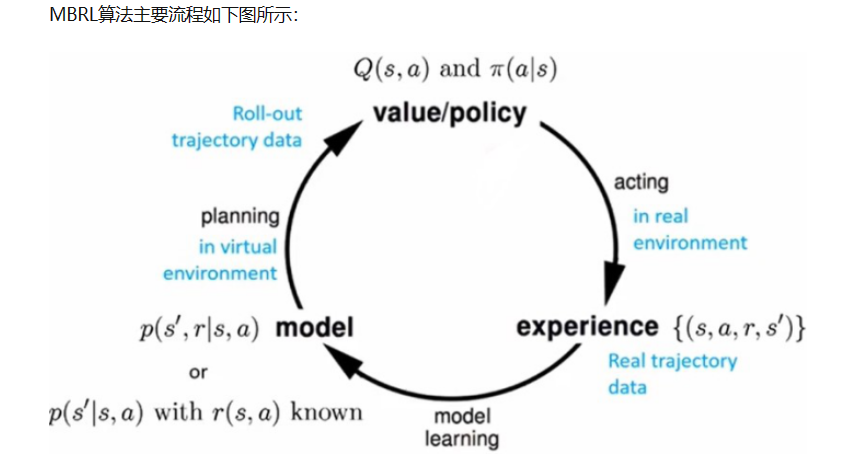 MBRL算法主要流程如下图所示：
Q(s, a) and π(a|s)
value/policy
Roll-out
trajectory data
acting
in real
environment
planning
in virtual
environment
p(s′, r|s, a) model
or
p(s′|s, a) with r(s, a) known
experience {(s, a, r, s′)}
Real trajectory
data
model
learning